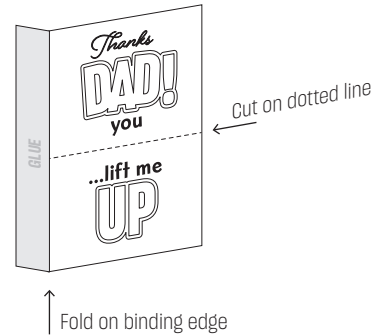 Thanks
DAD!
you
Cut on dotted line
GLUE
...lift me
UP
Fold on binding edge